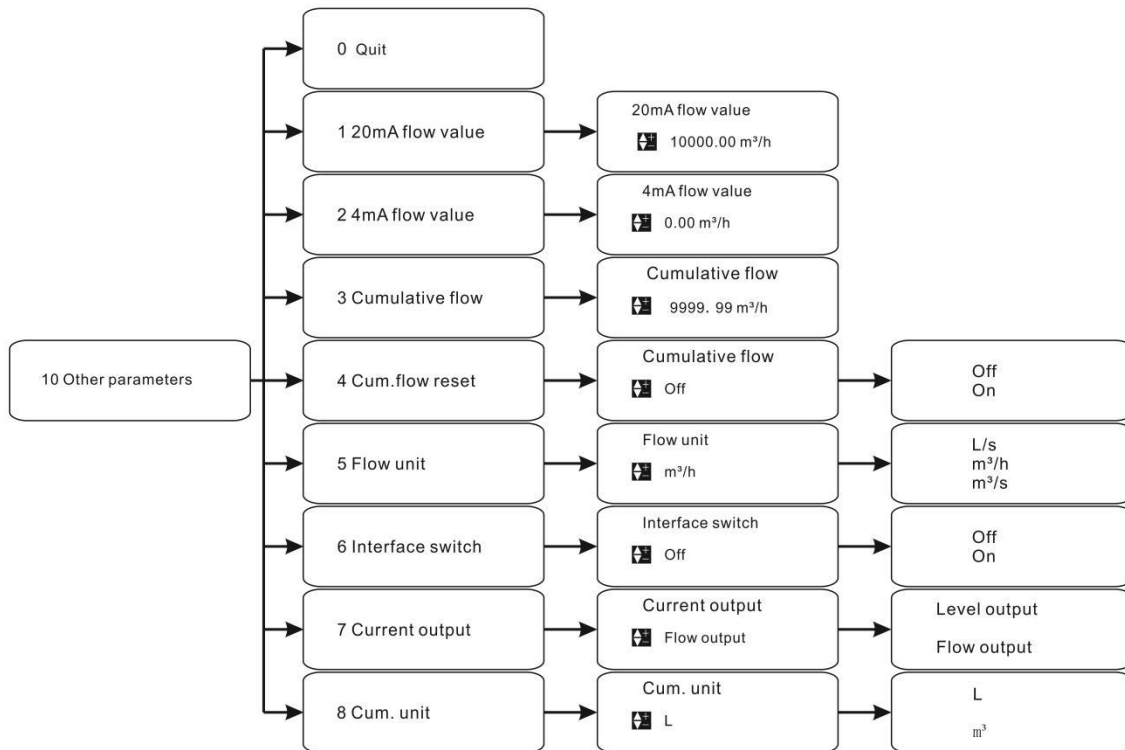 0 Quit
1 20mA flow value
20mA flow value
10000.00 m³/h
2 4mA flow value
4mA flow value
0.00 m³/h
3 Cumulative flow
Cumulative flow
9999. 99 m³/h
10 Other parameters
4 Cum.flow reset
Cumulative flow
Off
Off
On
5 Flow unit
Flow unit
m³/h
L/s
m³/h
m³/s
6 Interface switch
Interface switch
Off
Off
On
7 Current output
Current output
Flow output
Level output
Flow output
8 Cum. unit
Cum. unit
L
L
m³